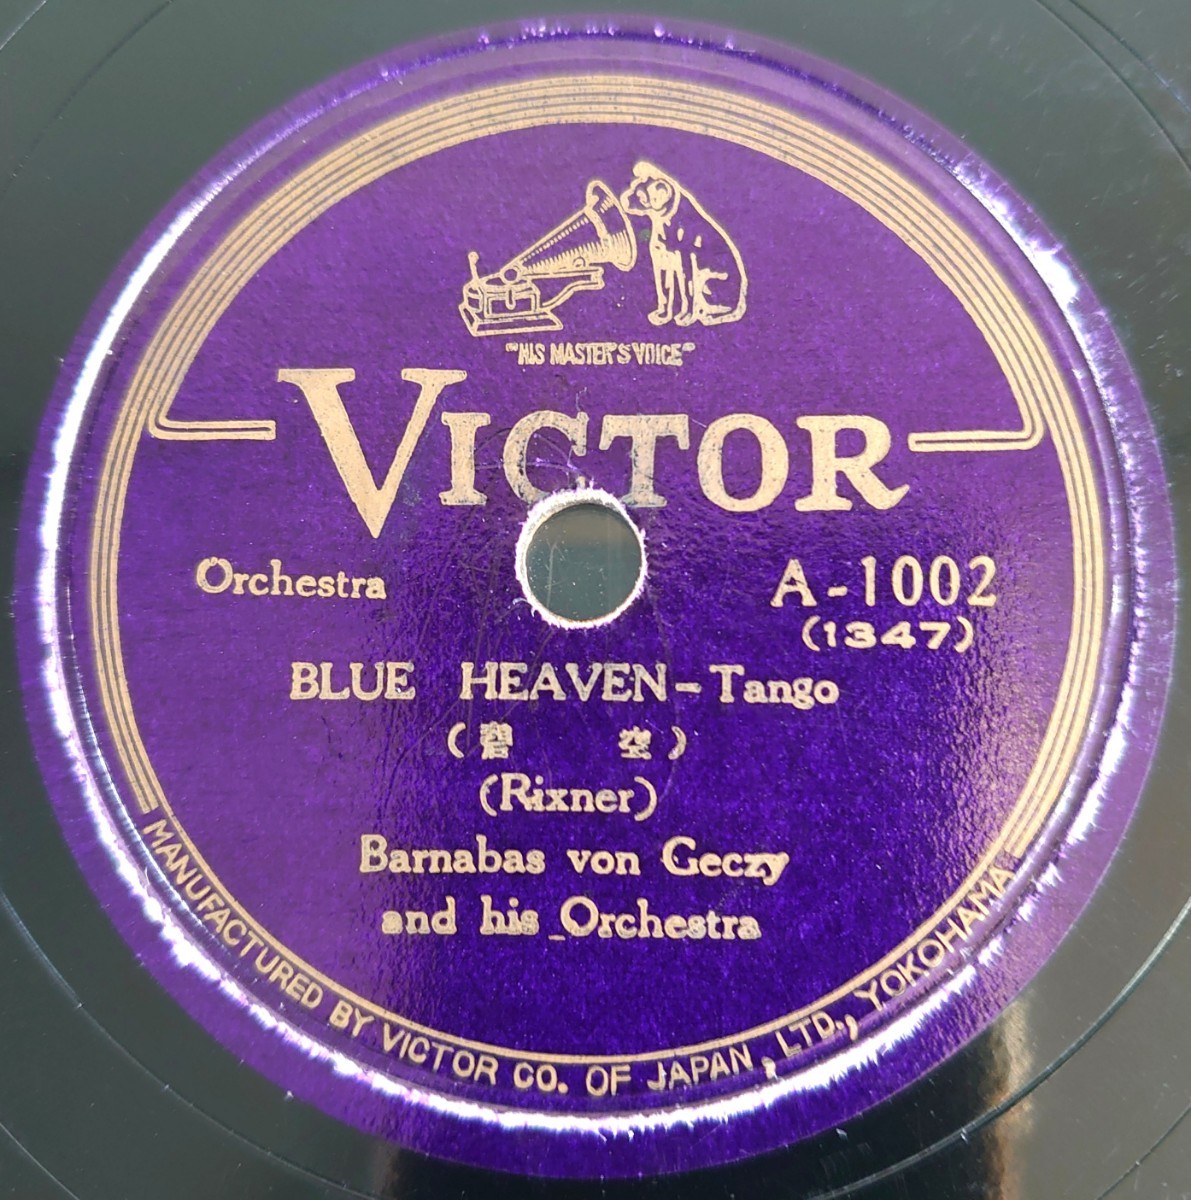 "HIS MASTER'S VOICE"
VICTOR
Orchestra
A-1002
(1347)
BLUE HEAVEN-Tango
(碧 空)
(Rixner)
Barnabas von Geczy
and his Orchestra
MANUFACTURED BY VICTOR CO. OF JAPAN, LTD., YOKOHAMA